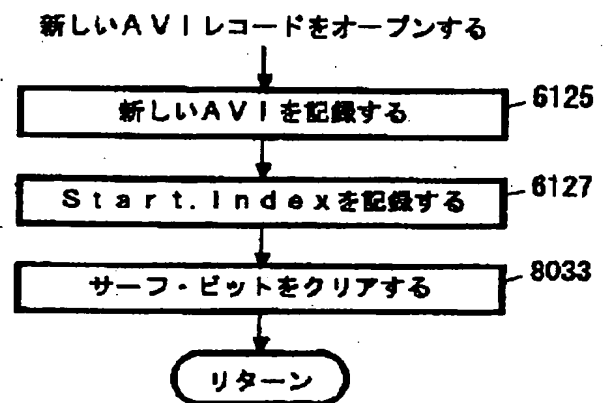 新しいAVIレコードをオープンする
新しいAVIを記録する
6125
Start.Indexを記録する
6127
サーフ・ビットをクリアする
8033
リターン